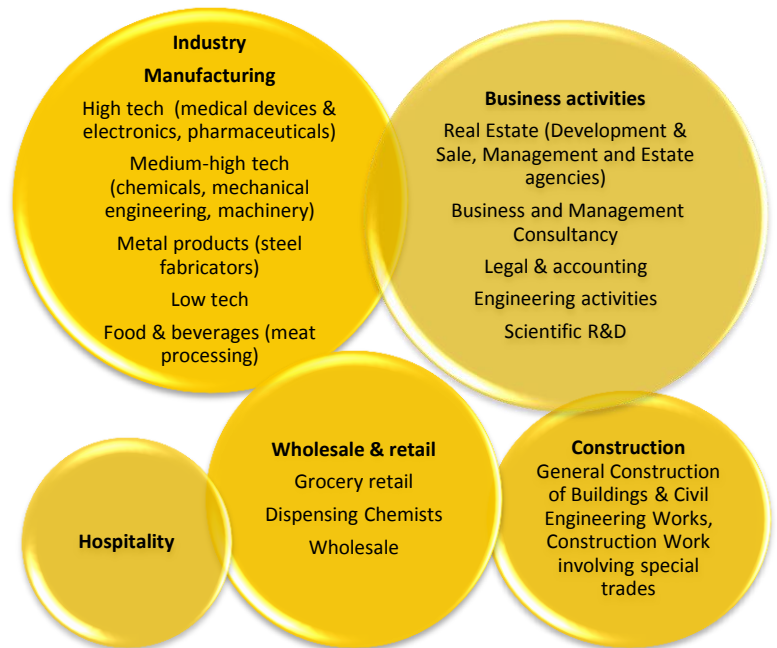 Industry
Manufacturing
High tech  (medical devices &
electronics, pharmaceuticals)
Medium-high tech
(chemicals, mechanical
engineering, machinery)
Metal products (steel
fabricators)
Low tech
Food & beverages (meat
processing)
Business activities
Real Estate (Development &
Sale, Management and Estate
agencies)
Business and Management
Consultancy
Legal & accounting
Engineering activities
Scientific R&D
Hospitality
Wholesale & retail
Grocery retail
Dispensing Chemists
Wholesale
Construction
General Construction
of Buildings & Civil
Engineering Works,
Construction Work
involving special
trades